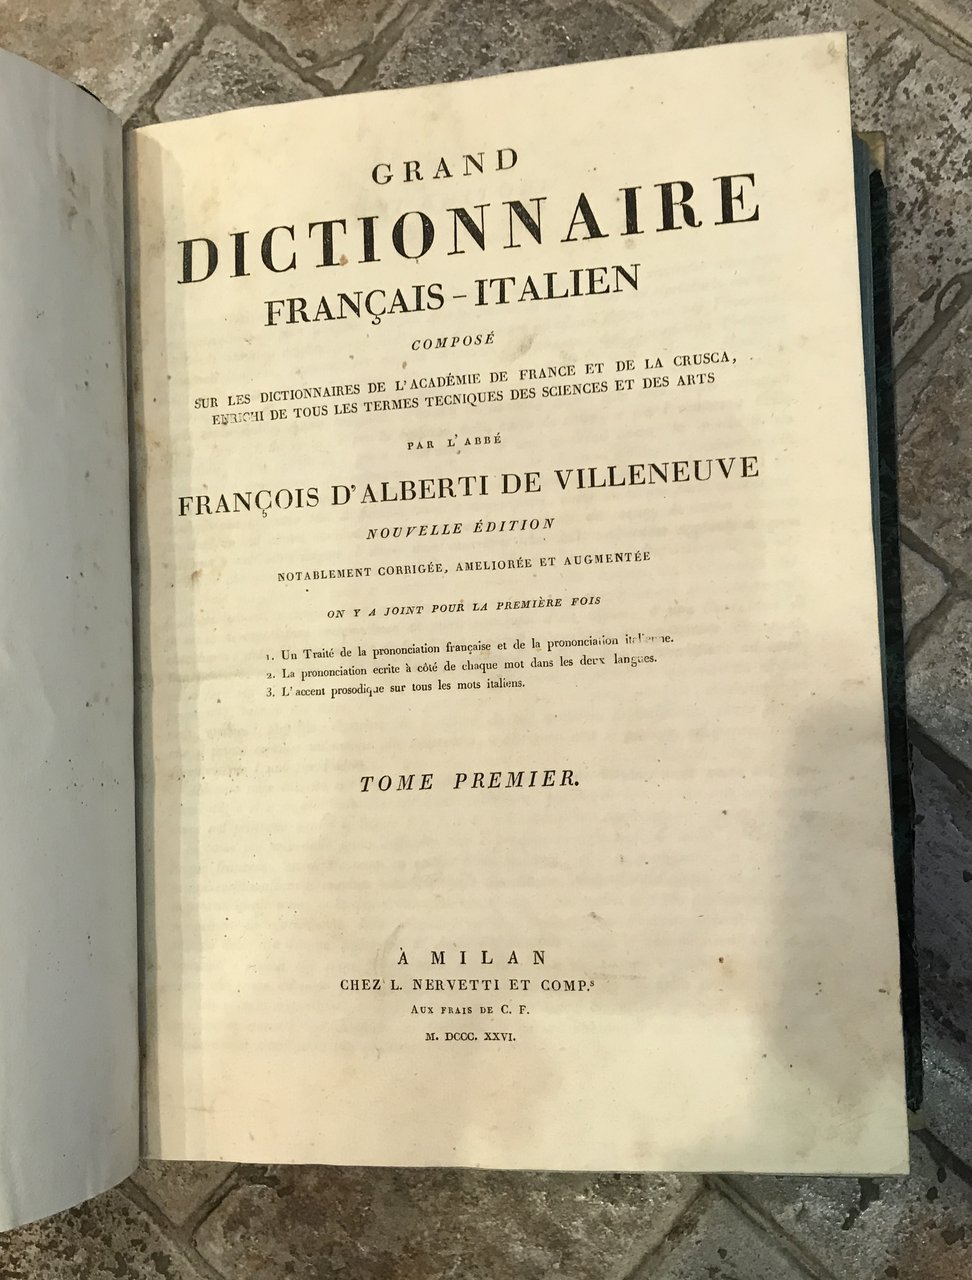 GRAND
DICTIONNAIRE
FRANÇAIS – ITALIEN
COMPOSÉ
SUR LES DICTIONNAIRES DE L'ACADÉMIE DE FRANCE ET DE LA CRUSCA,
ENRICHI DE TOUS LES TERMES TECNIQUES DES SCIENCES ET DES ARTS
PAR L'ABBÉ
FRANÇOIS D'ALBERTI DE VILLENEUVE
NOUVELLE ÉDITION
NOTABLEMENT CORRIGÉE, AMELIORÉE ET AUGMENTÉE
ON Y A JOINT POUR LA PREMIÈRE FOIS
1. Un Traité de la prononciation française et de la prononciation italienne.
2. La prononciation ecrite à côté de chaque mot dans les deux langues.
3. L'accent prosodique sur tous les mots italiens.
TOME PREMIER.
À MILAN
CHEZ L. NERVETTI ET COMP.ˢ
AUX FRAIS DE C. F.
M. DCCC. XXVI.